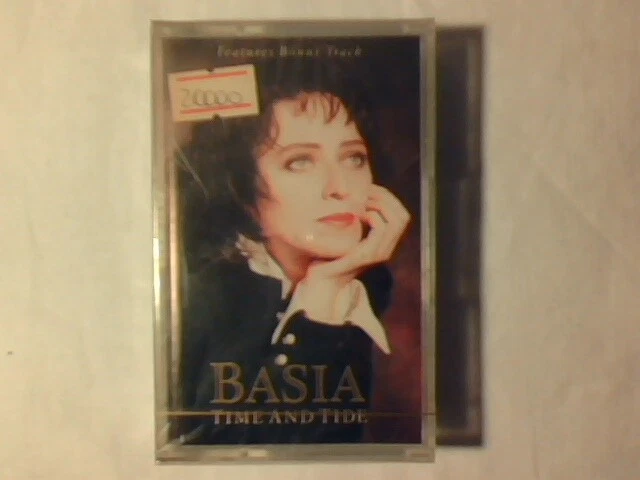 Features Bonus Track
20000
BASIA
TIME AND TIDE